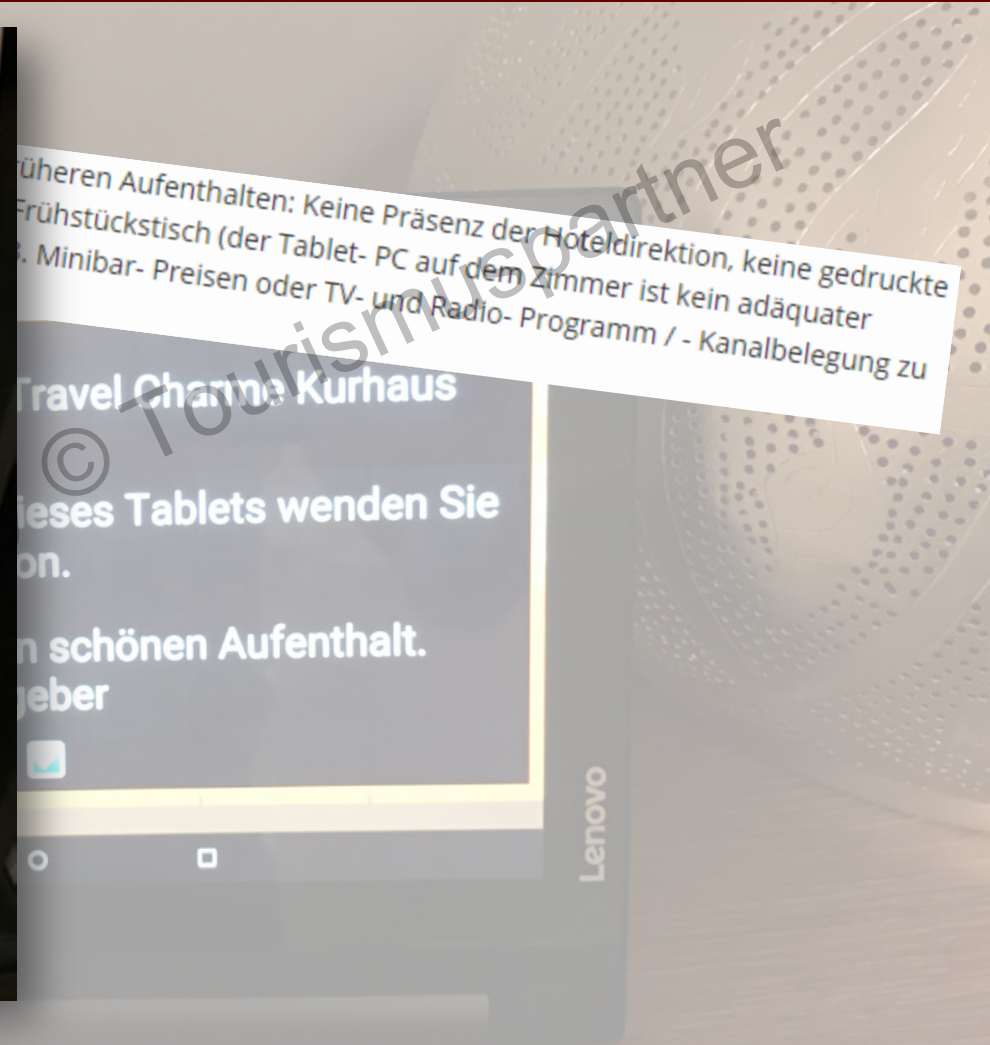 früheren Aufenthalten: Keine Präsenz der Hoteldirektion, keine gedruckte
Frühstückstisch (der Tablet- PC auf dem Zimmer ist kein adäquater
Minibar- Preisen oder TV- und Radio- Programm / - Kanalbelegung zu
© Tourismuspartner
Travel Charme Kurhaus
ieses Tablets wenden Sie
on.
n schönen Aufenthalt.
geber
Lenovo